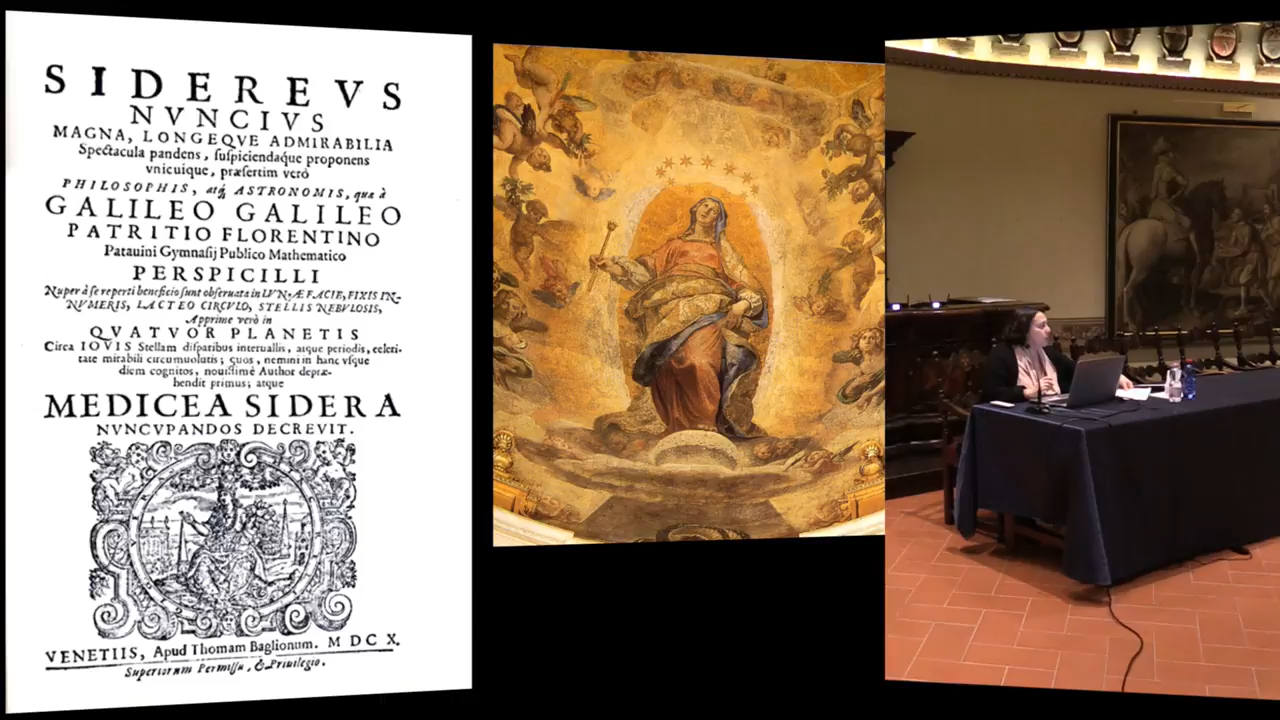 SIDEREVS
NVNCIVS
MAGNA, LONGEQVE ADMIRABILIA
Spectacula pandens, ſuſpiciendaque proponens
vnicuique, præſertim verò
PHILOSOPHIS, atq́ ASTRONOMIS, quæ à
GALILEO GALILEO
PATRITIO FLORENTINO
Patauini Gymnaſij Publico Mathematico
PERSPICILLI
Nuper à ſe reperti beneficio ſunt obſeruata in LVNÆ FACIE, FIXIS IN-
NVMERIS, LACTEO CIRCVLO, STELLIS NEBVLOSIS,
Apprime verò in
QVATVOR PLANETIS
Circa IOVIS Stellam diſparibus interuallis, atque periodis, celeri-
tate mirabili circumuolutis; quos, nemini in hanc vſque
diem cognitos, nouiſſimè Author depræ-
hendit primus; atque
MEDICEA SIDERA
NVNCVPANDOS DECREVIT.
VENETIIS, Apud Thomam Baglionum. M DC X.
Superiorum Permiſſu, & Priuilegio.